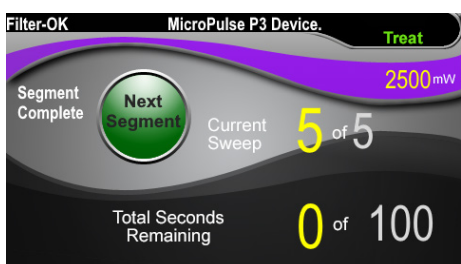 Filter-OK
MicroPulse P3 Device.
Treat
2500mW
Segment
Complete
Next
Segment
Current
Sweep
5 of 5
Total Seconds
Remaining
0 of 100